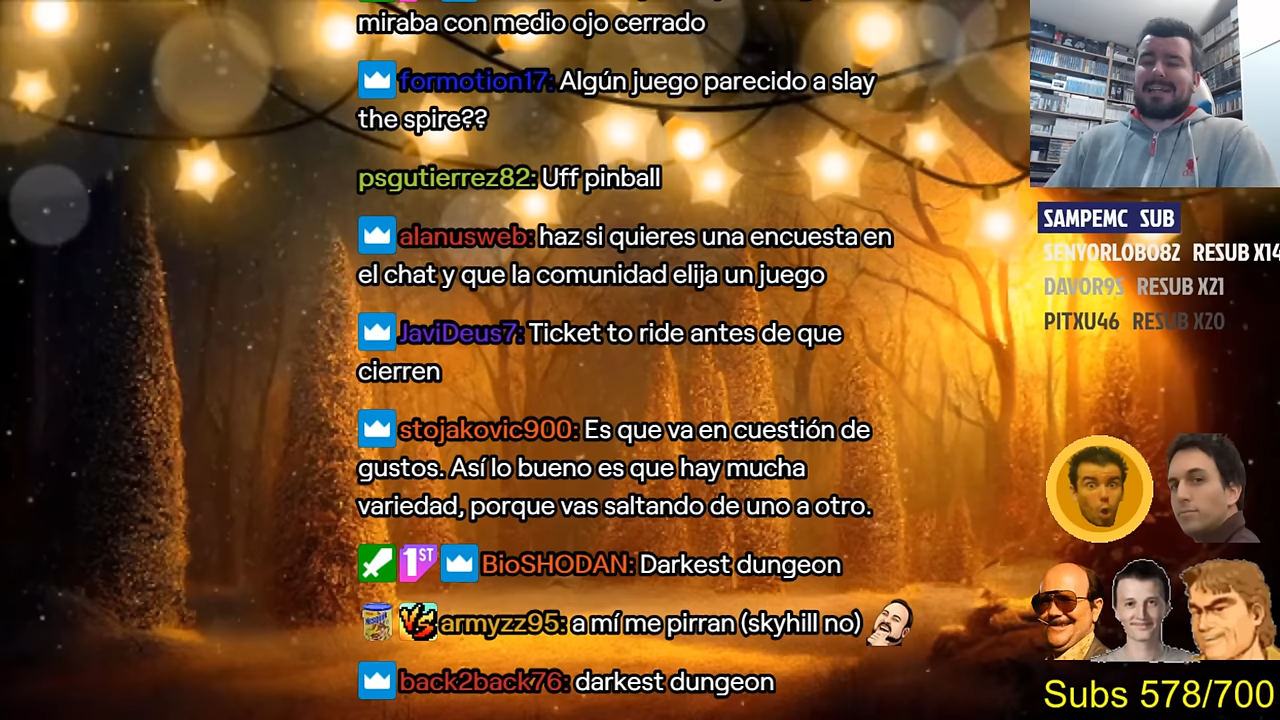 miraba con medio ojo cerrado
formotion17: Algún juego parecido a slay
the spire??
psgutierrez82: Uff pinball
alanusweb: haz si quieres una encuesta en
el chat y que la comunidad elija un juego
JaviDeus7: Ticket to ride antes de que
cierren
stojakovic900: Es que va en cuestión de
gustos. Así lo bueno es que hay mucha
variedad, porque vas saltando de uno a otro.
1ST BioSHODAN: Darkest dungeon
VS armyzz95: a mí me pirran (skyhill no)
back2back76: darkest dungeon
SAMPEMC SUB
SENYORLOBO82 RESUB X14
DAVOR9S RESUB X21
PITXU46 RESUB X20
Subs 578/700